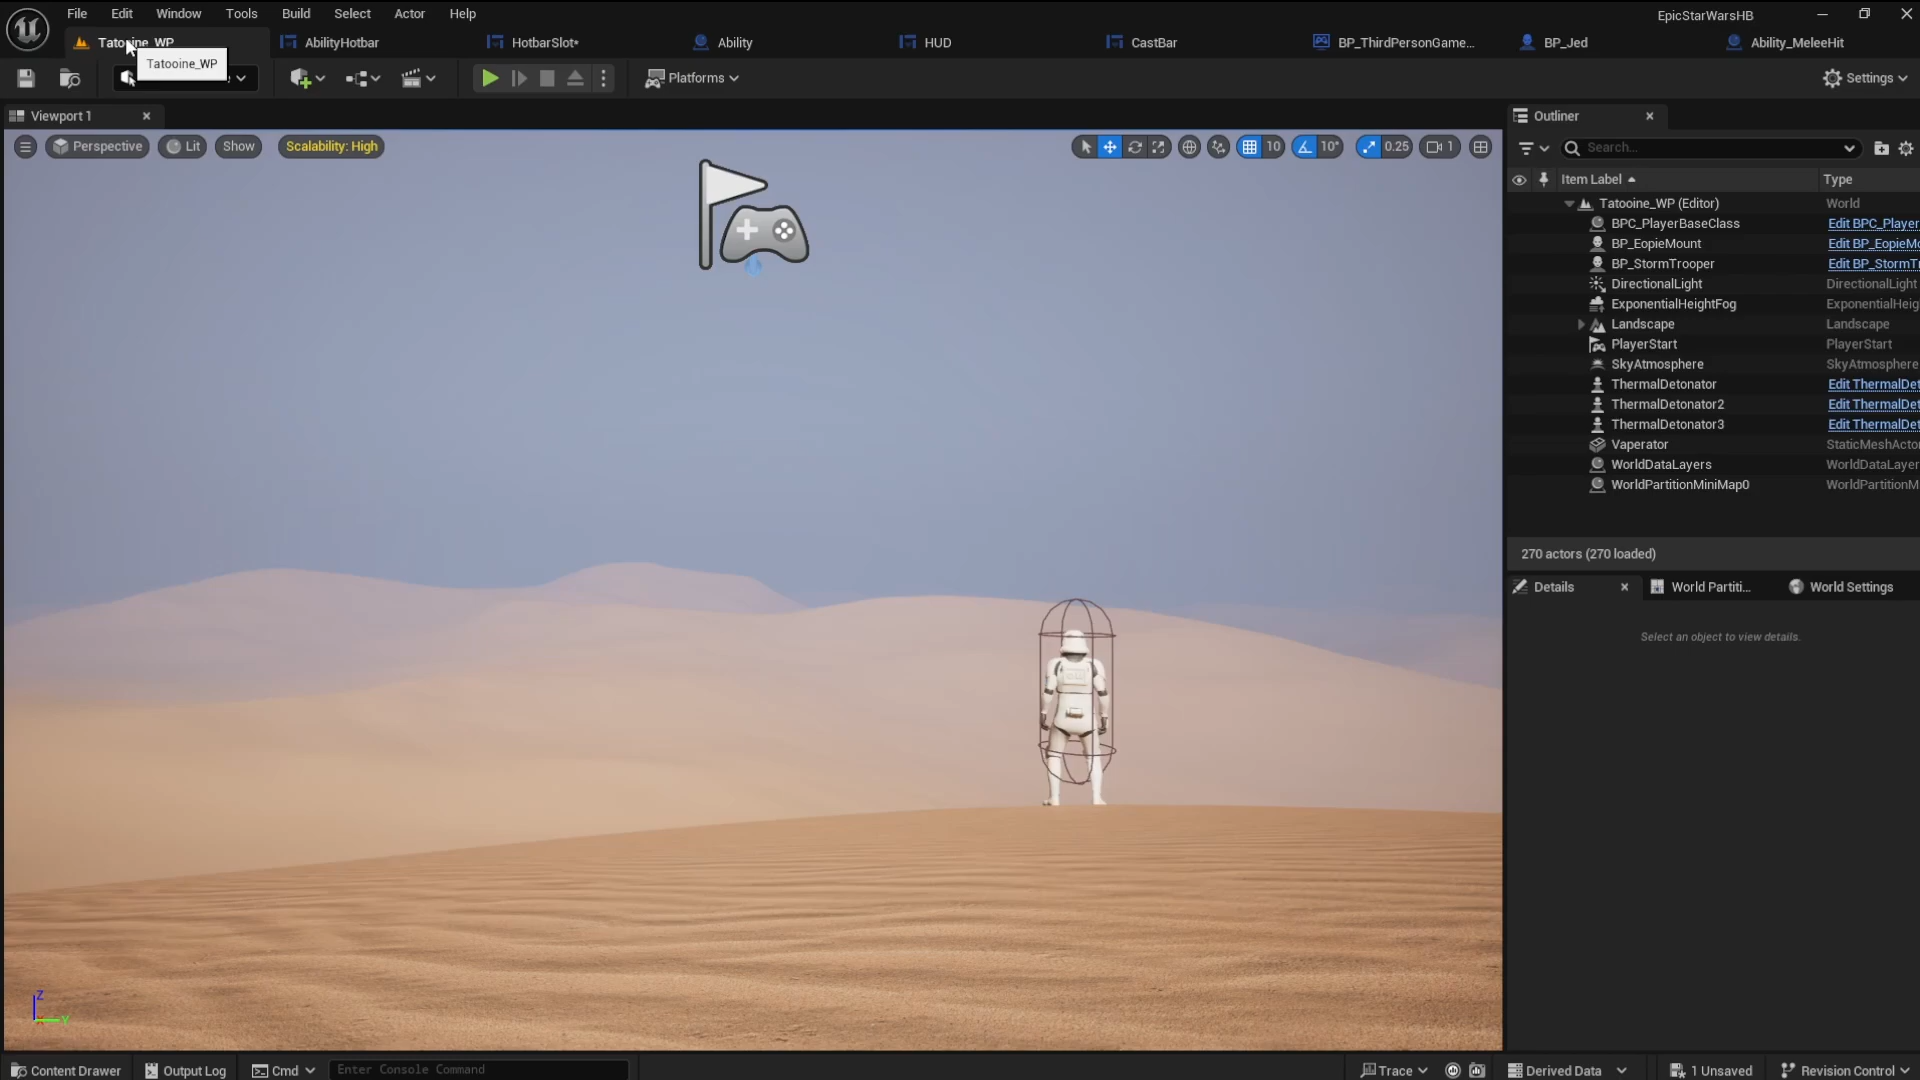 File Edit Window Tools Build Select Actor Help
EpicStarWarsHB
Tatooine_WP AbilityHotbar HotbarSlot* Ability HUD CastBar BP_ThirdPersonGame... BP_Jed Ability_MeleeHit
Tatooine_WP
Platforms
Settings
Viewport 1
Perspective Lit Show Scalability: High
10 10° 0.25 1
Outliner
Search...
Item Label Type
Tatooine_WP (Editor) World
BPC_PlayerBaseClass Edit BPC_Player
BP_EopieMount Edit BP_EopieMo
BP_StormTrooper Edit BP_StormTr
DirectionalLight DirectionalLight
ExponentialHeightFog ExponentialHeig
Landscape Landscape
PlayerStart PlayerStart
SkyAtmosphere SkyAtmosphere
ThermalDetonator Edit ThermalDet
ThermalDetonator2 Edit ThermalDet
ThermalDetonator3 Edit ThermalDet
Vaperator StaticMeshActo
WorldDataLayers WorldDataLayer
WorldPartitionMiniMap0 WorldPartitionM
270 actors (270 loaded)
Details World Partiti... World Settings
Select an object to view details.
Z
Y
Content Drawer Output Log Cmd Enter Console Command Trace Derived Data 1 Unsaved Revision Control